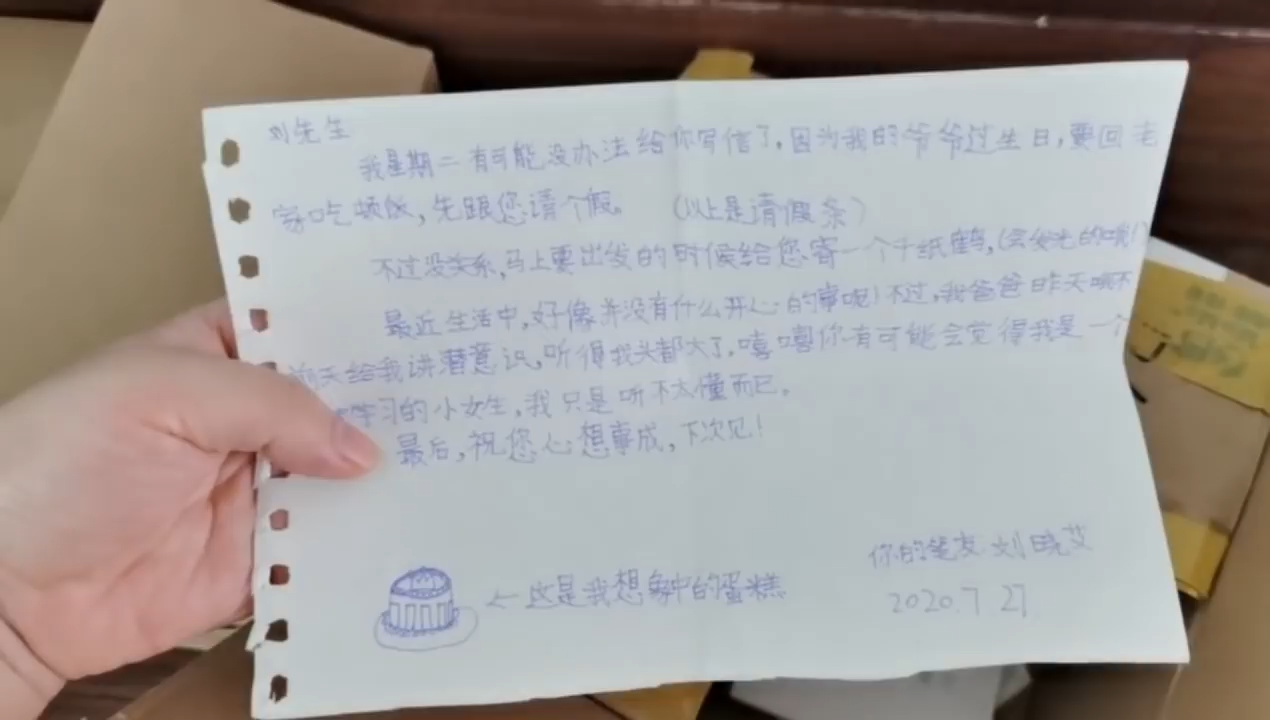 刘先生
我星期二有可能没办法给你写信了,因为我的爷爷过生日,要回老
家吃顿饭,先跟您请个假。 (以上是请假条)
不过没关系,马上要出发的时候给您寄一个千纸鹤,(会发光的哦!)
最近生活中,好像并没有什么开心的事呢!不过,我爸爸昨天哦不
前天给我讲潜意识,听得我头都大了,嘻嘻你有可能会觉得我是一个
学习的小女生,我只是听不太懂而已。
最后,祝您心想事成,下次见!
你的笔友 刘晓艾
←这是我想象中的蛋糕
2020.7 27